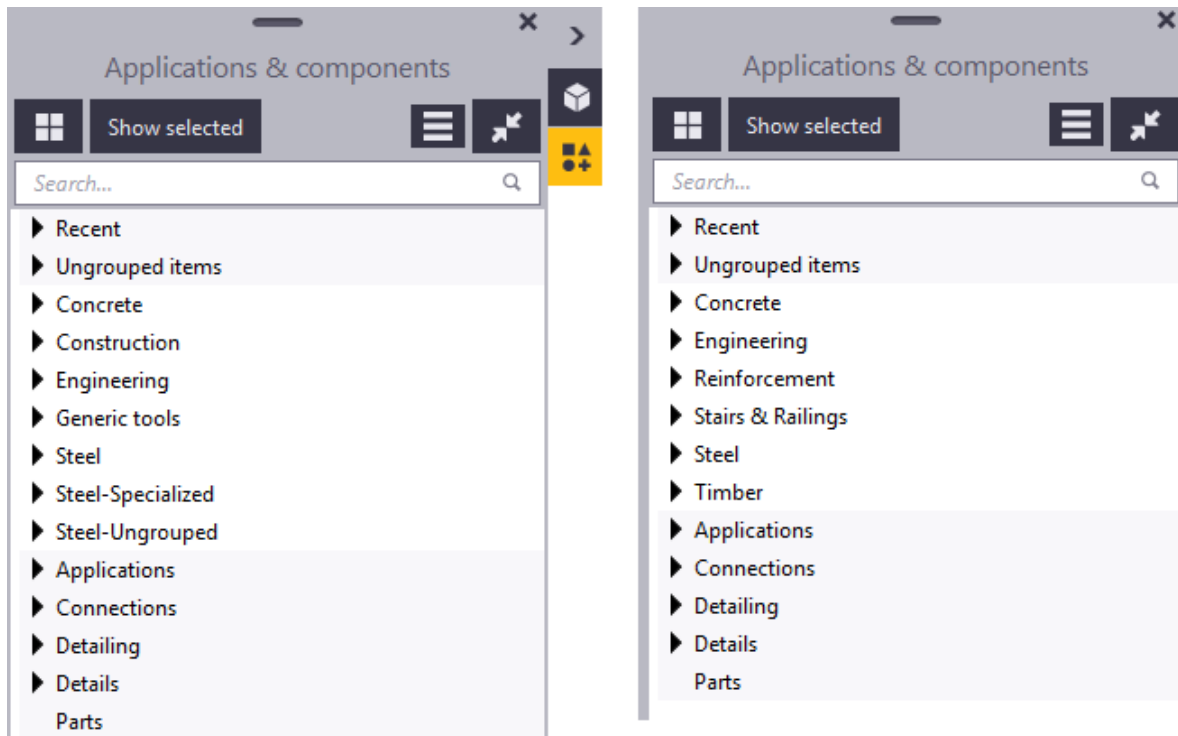 Applications & components
Show selected
Search...
Recent
Ungrouped items
Concrete
Construction
Engineering
Generic tools
Steel
Steel-Specialized
Steel-Ungrouped
Applications
Connections
Detailing
Details
Parts
Applications & components
Show selected
Search...
Recent
Ungrouped items
Concrete
Engineering
Reinforcement
Stairs & Railings
Steel
Timber
Applications
Connections
Detailing
Details
Parts